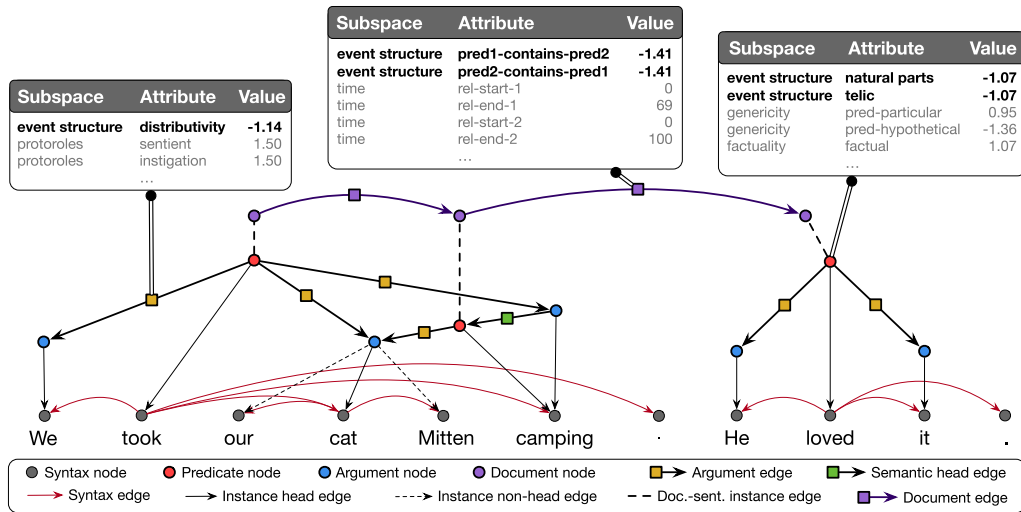 Subspace Attribute Value
event structure pred1-contains-pred2 -1.41
event structure pred2-contains-pred1 -1.41
time rel-start-1 0
time rel-end-1 69
time rel-start-2 0
time rel-end-2 100
...
Subspace Attribute Value
event structure natural parts -1.07
event structure telic -1.07
genericity pred-particular 0.95
genericity pred-hypothetical -1.36
factuality factual 1.07
...
Subspace Attribute Value
event structure distributivity -1.14
protoroles sentient 1.50
protoroles instigation 1.50
...
We took our cat Mitten camping . He loved it .
Syntax node Predicate node Argument node Document node Argument edge Semantic head edge
Syntax edge Instance head edge Instance non-head edge Doc.-sent. instance edge Document edge